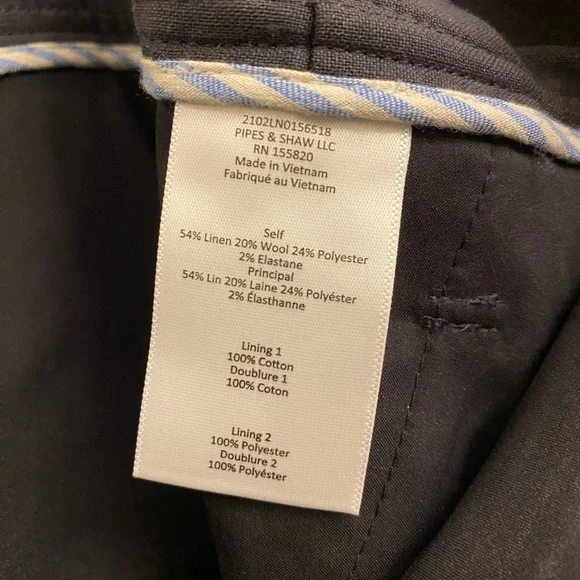 2102LN0156518
PIPES & SHAW LLC
RN 155820
Made in Vietnam
Fabriqué au Vietnam
Self
54% Linen 20% Wool 24% Polyester
2% Elastane
Principal
54% Lin 20% Laine 24% Polyéster
2% Élasthanne
Lining 1
100% Cotton
Doublure 1
100% Coton
Lining 2
100% Polyester
Doublure 2
100% Polyéster